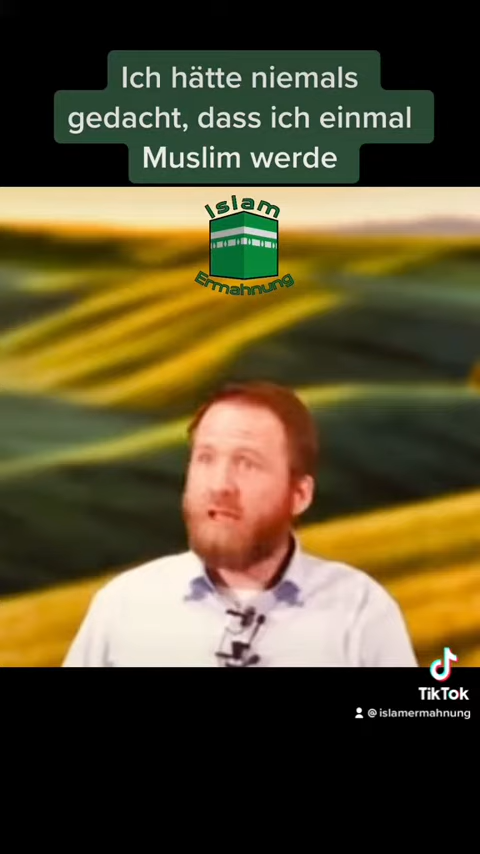 Ich hätte niemals
gedacht, dass ich einmal
Muslim werde
Islam
Ermahnung
TikTok
@islamermahnung